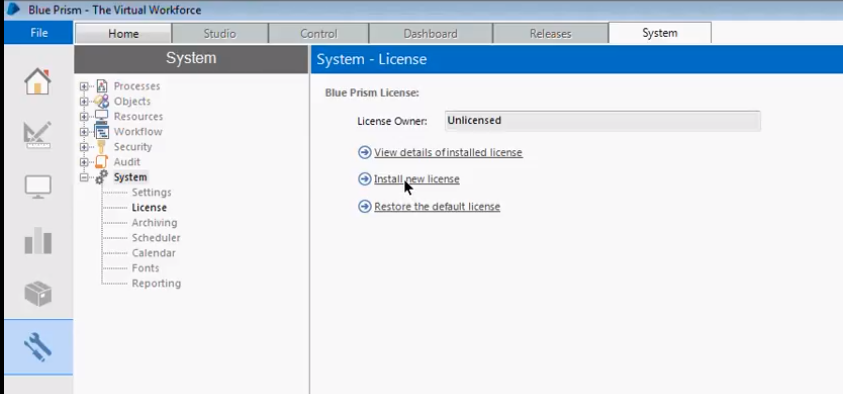 Blue Prism - The Virtual Workforce
File Home Studio Control Dashboard Releases System
System
System - License
Processes
Objects
Resources
Workflow
Security
Audit
System
Settings
License
Archiving
Scheduler
Calendar
Fonts
Reporting
Blue Prism License:
License Owner: Unlicensed
View details of installed license
Install new license
Restore the default license